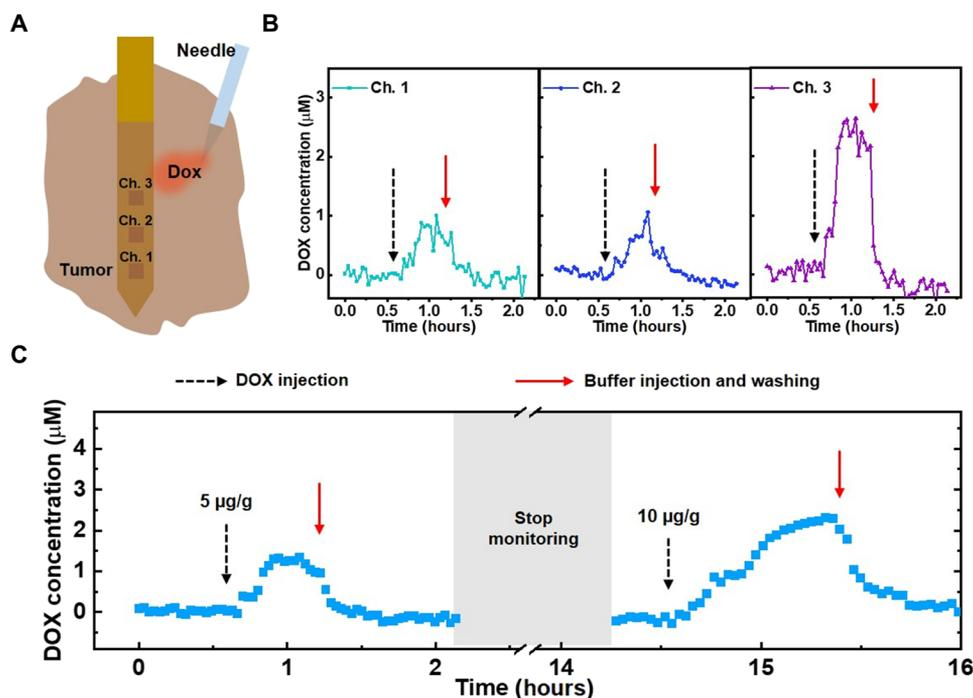 A
Needle
Dox
Ch. 3
Ch. 2
Ch. 1
Tumor
B
DOX concentration (μM)
3
2
1
0
Ch. 1
Ch. 2
Ch. 3
0.0 0.5 1.0 1.5 2.0
0.0 0.5 1.0 1.5 2.0
0.0 0.5 1.0 1.5 2.0
Time (hours)
Time (hours)
Time (hours)
C
DOX injection
Buffer injection and washing
DOX concentration (μM)
4
3
2
1
0
5 μg/g
Stop
monitoring
10 μg/g
0 1 2 14 15 16
Time (hours)